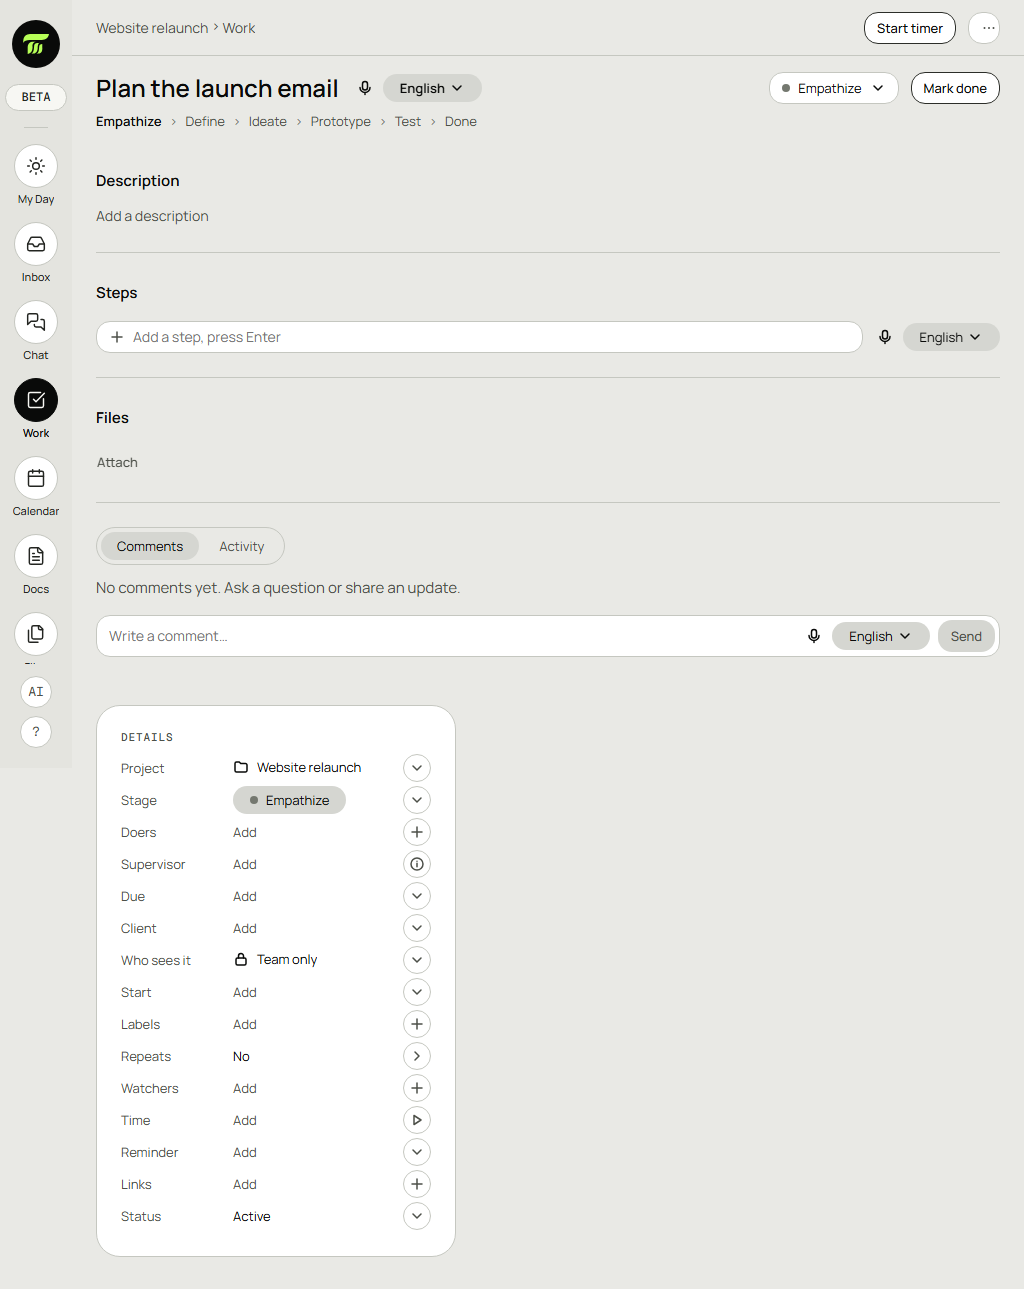 Website relaunch > Work
Start timer
...
BETA
My Day
Inbox
Chat
Work
Calendar
Docs
AI
?
Plan the launch email
English
Empathize
Mark done
Empathize > Define > Ideate > Prototype > Test > Done
Description
Add a description
Steps
Add a step, press Enter
English
Files
Attach
Comments
Activity
No comments yet. Ask a question or share an update.
Write a comment...
English
Send
DETAILS
Project Website relaunch
Stage Empathize
Doers Add
Supervisor Add
Due Add
Client Add
Who sees it Team only
Start Add
Labels Add
Repeats No
Watchers Add
Time Add
Reminder Add
Links Add
Status Active